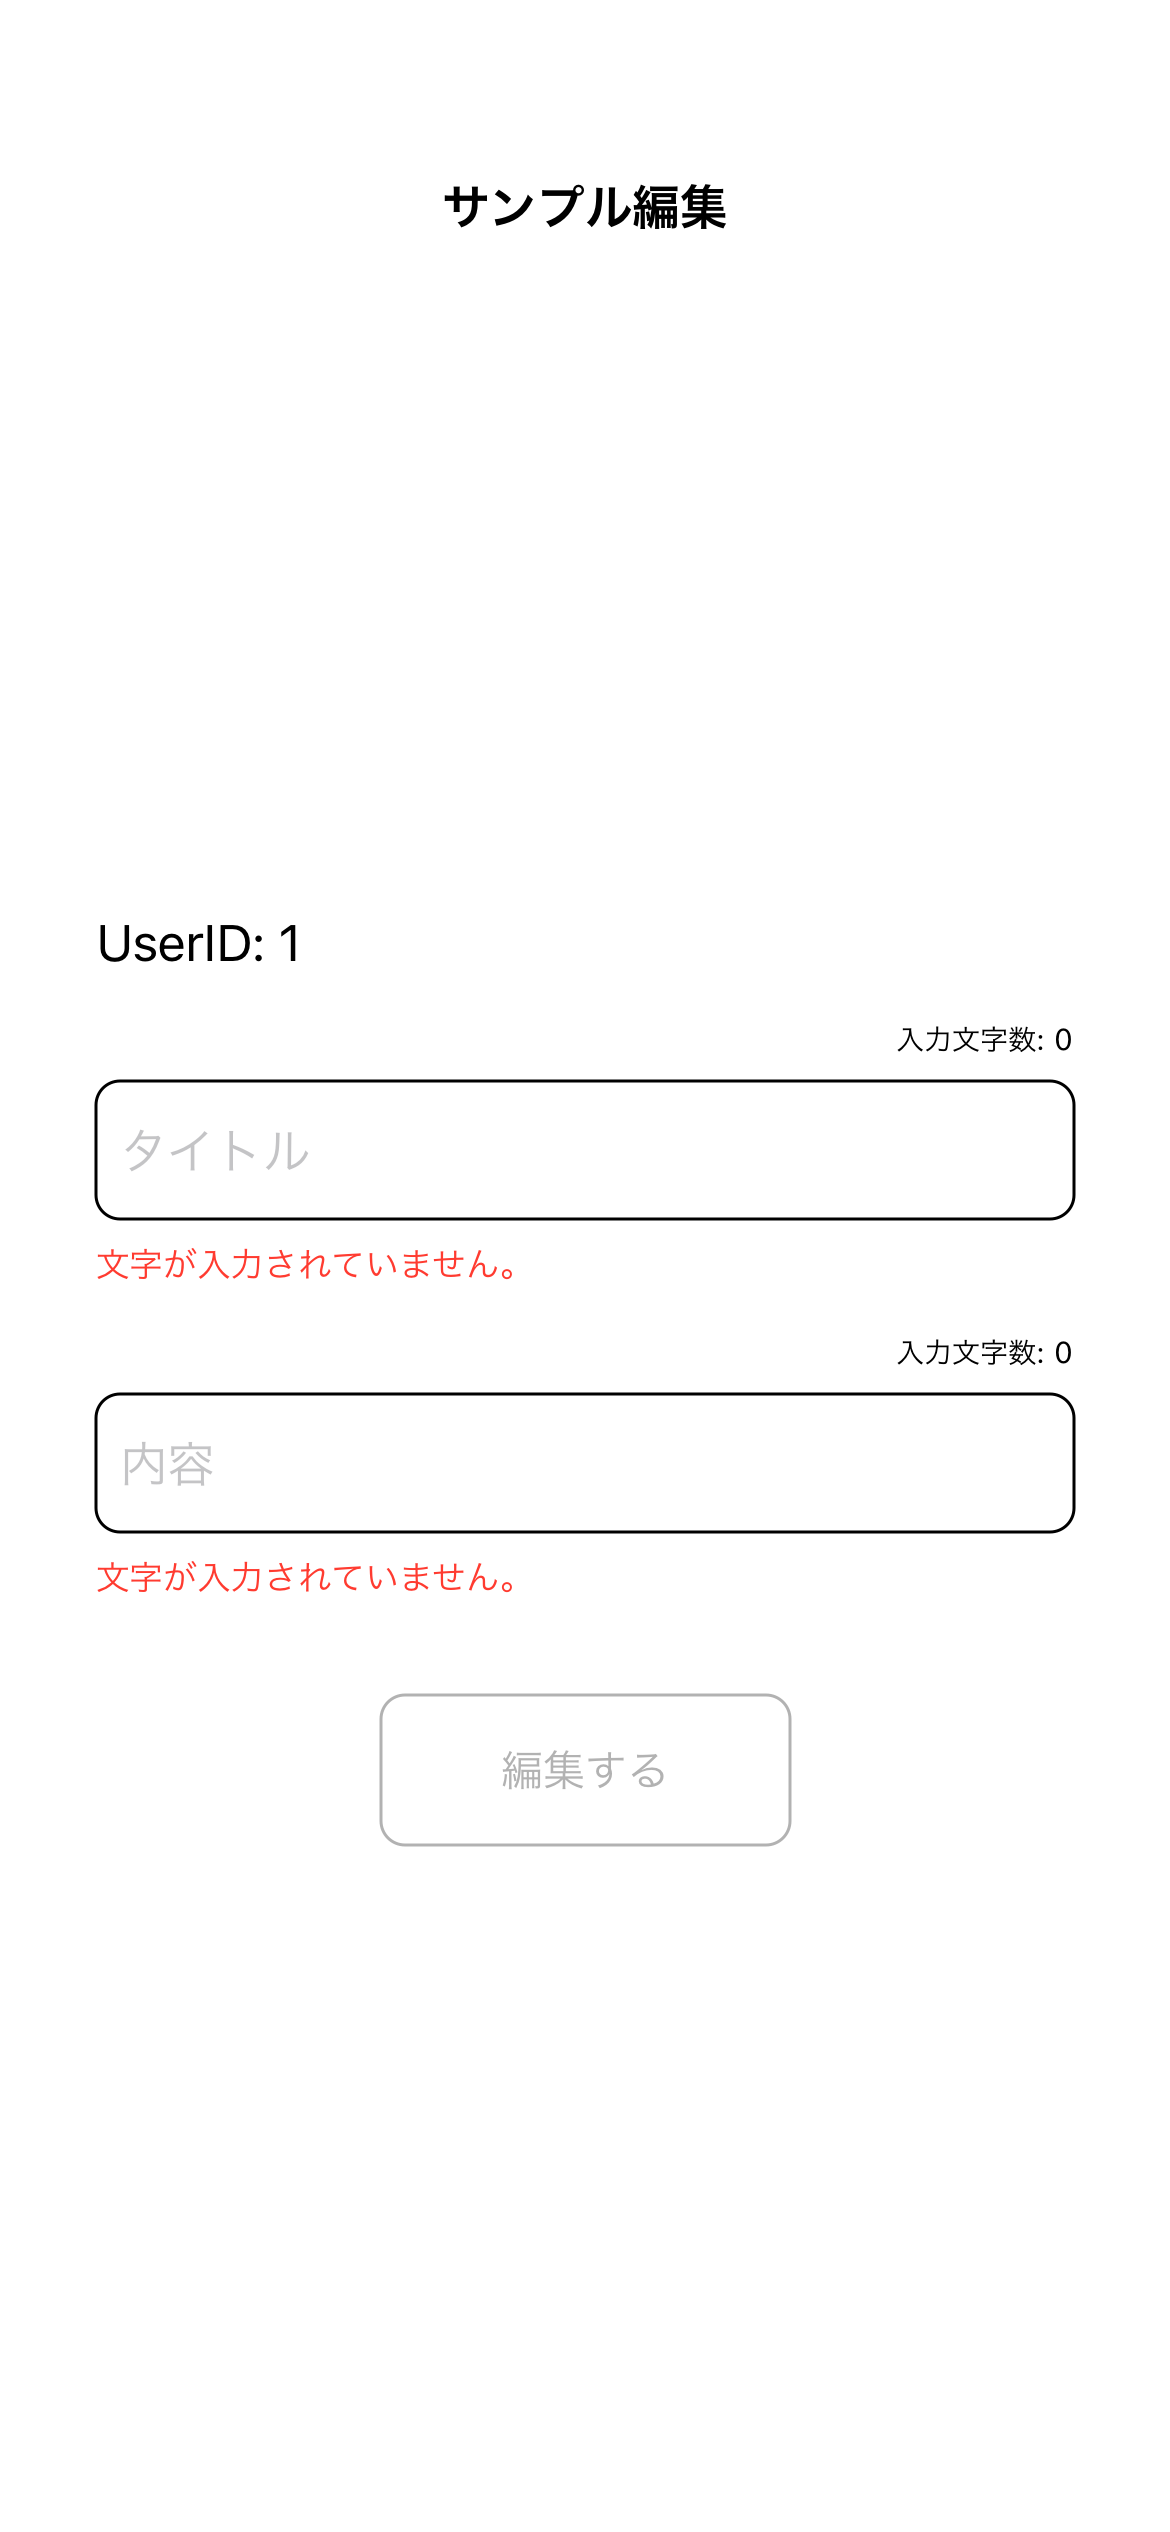 サンプル編集
UserID: 1
入力文字数: 0
タイトル
文字が入力されていません。
入力文字数: 0
内容
文字が入力されていません。
編集する